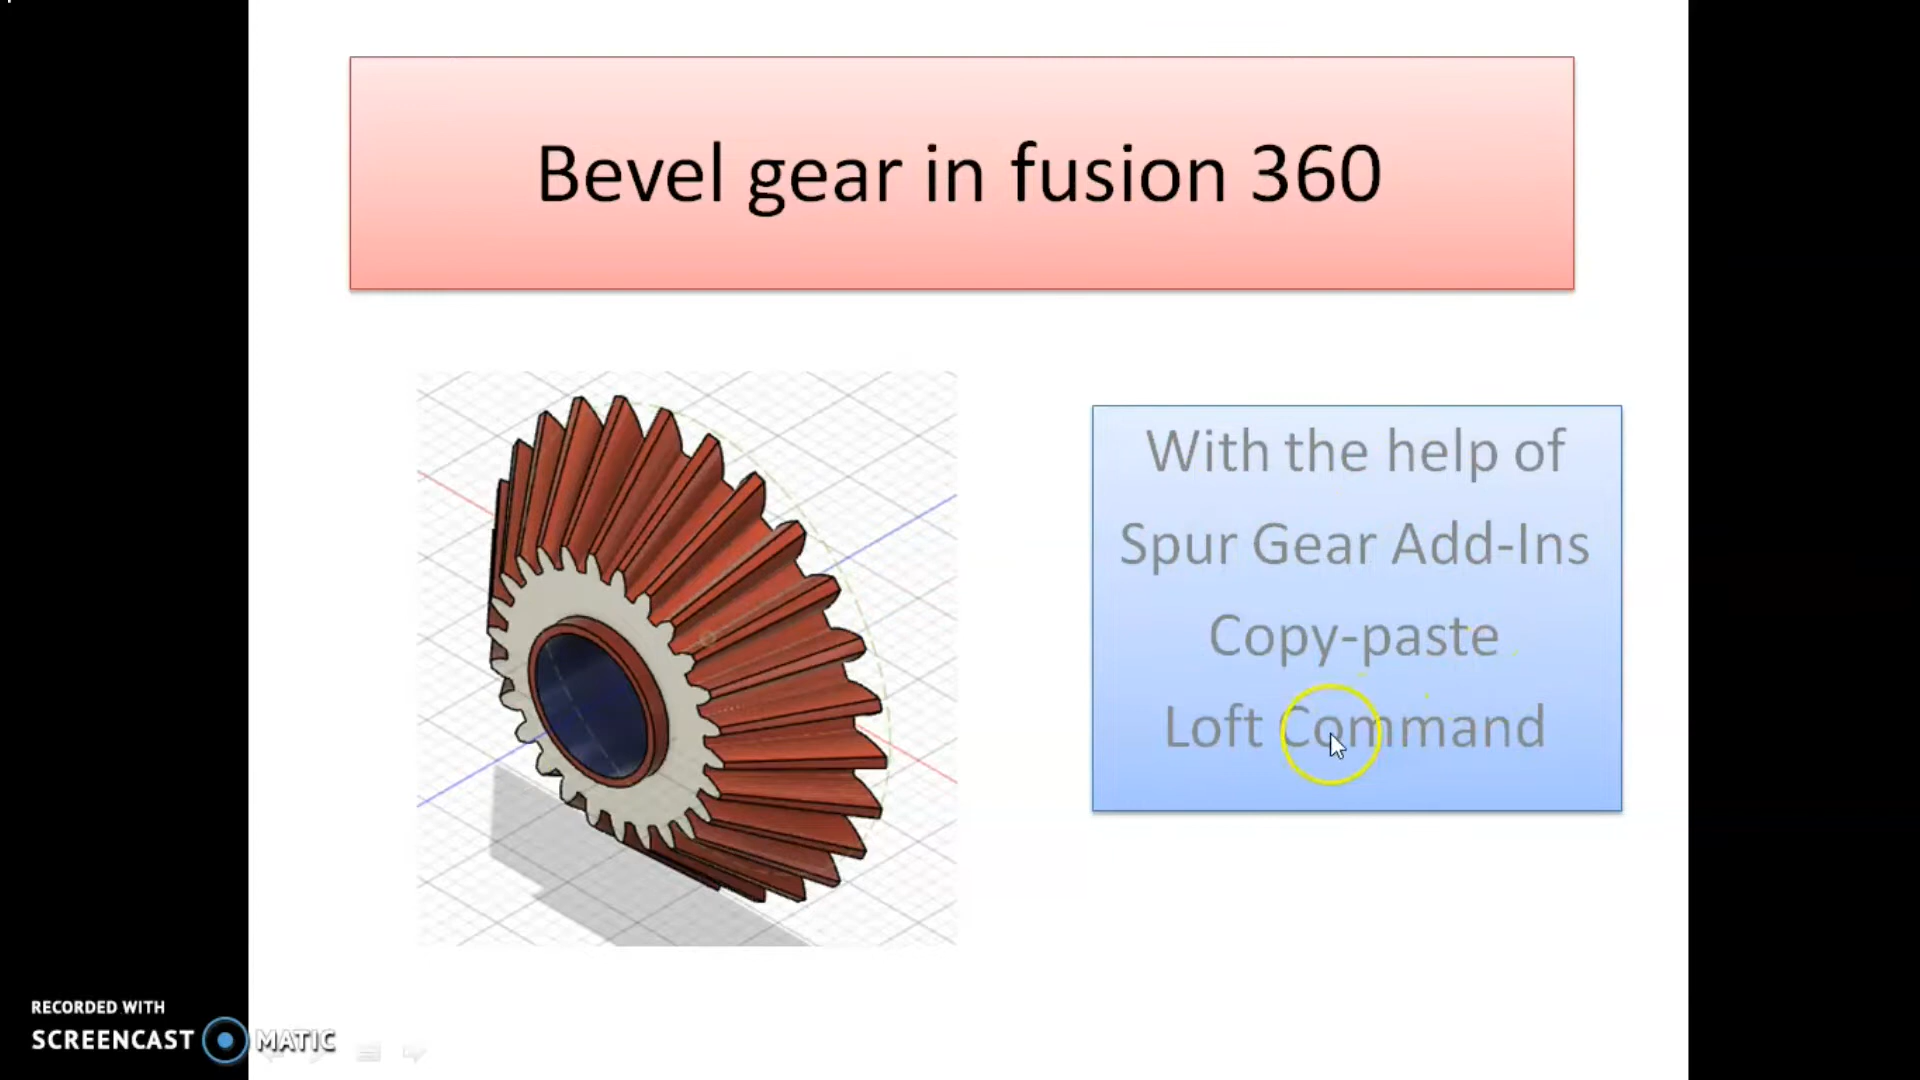 Bevel gear in fusion 360
With the help of
Spur Gear Add-Ins
Copy-paste
Loft Command
RECORDED WITH
SCREENCAST MATIC